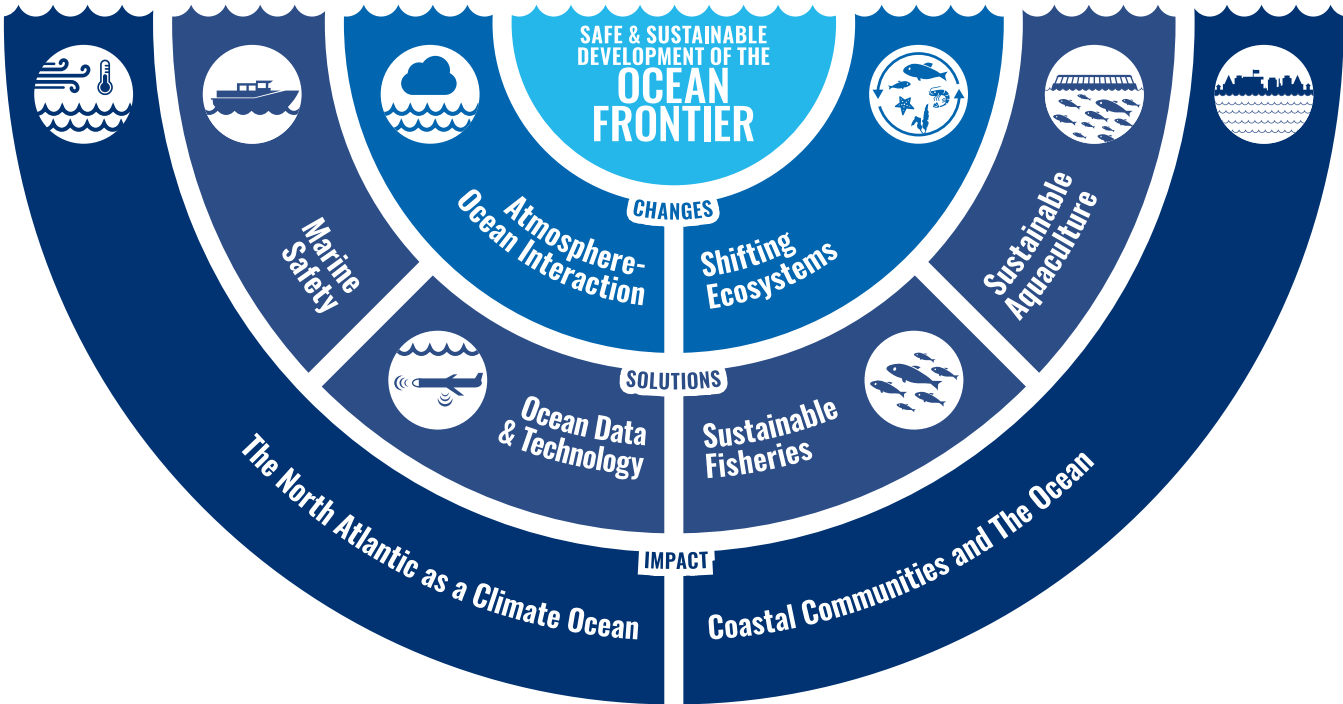 SAFE & SUSTAINABLE
DEVELOPMENT OF THE
OCEAN
FRONTIER
CHANGES
Atmosphere-
Ocean Interaction
Shifting
Ecosystems
SOLUTIONS
Marine
Safety
Ocean Data
& Technology
Sustainable
Fisheries
Sustainable
Aquaculture
IMPACT
The North Atlantic as a Climate Ocean
Coastal Communities and The Ocean